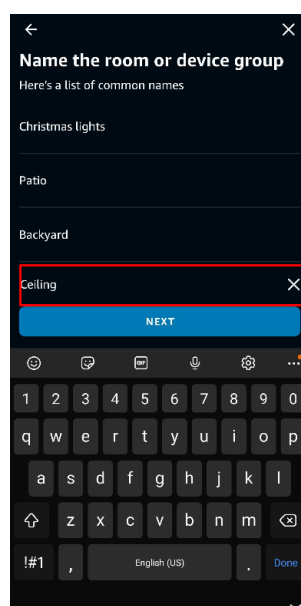 Name the room or device group
Here's a list of common names
Christmas lights
Patio
Backyard
Ceiling
NEXT
GIF
1 2 3 4 5 6 7 8 9 0
q w e r t y u i o p
a s d f g h j k l
z x c v b n m
!#1 , English (US) . Done